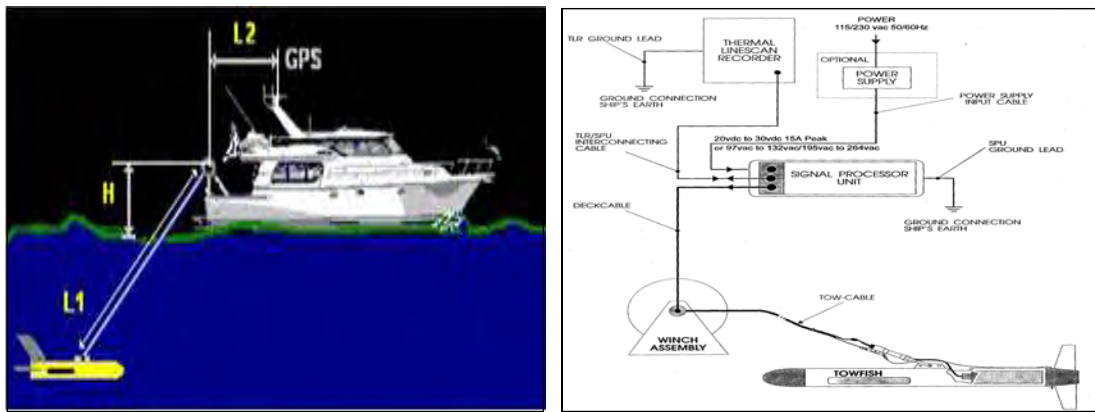 L2
GPS
H
L1
POWER
115/230 vac 50/60Hz
TLR GROUND LEAD
THERMAL
LINESCAN
RECORDER
OPTIONAL
POWER
SUPPLY
GROUND CONNECTION
SHIP'S EARTH
POWER SUPPLY
INPUT CABLE
TLR/SPU
INTERCONNECTING
CABLE
20vdc to 30vdc 15A Peak
or 97vac to 132vac/195vac to 264vac
SPU
GROUND LEAD
SIGNAL PROCESSOR
UNIT
DECKCABLE
GROUND CONNECTION
SHIP'S EARTH
TOW-CABLE
WINCH
ASSEMBLY
TOWFISH